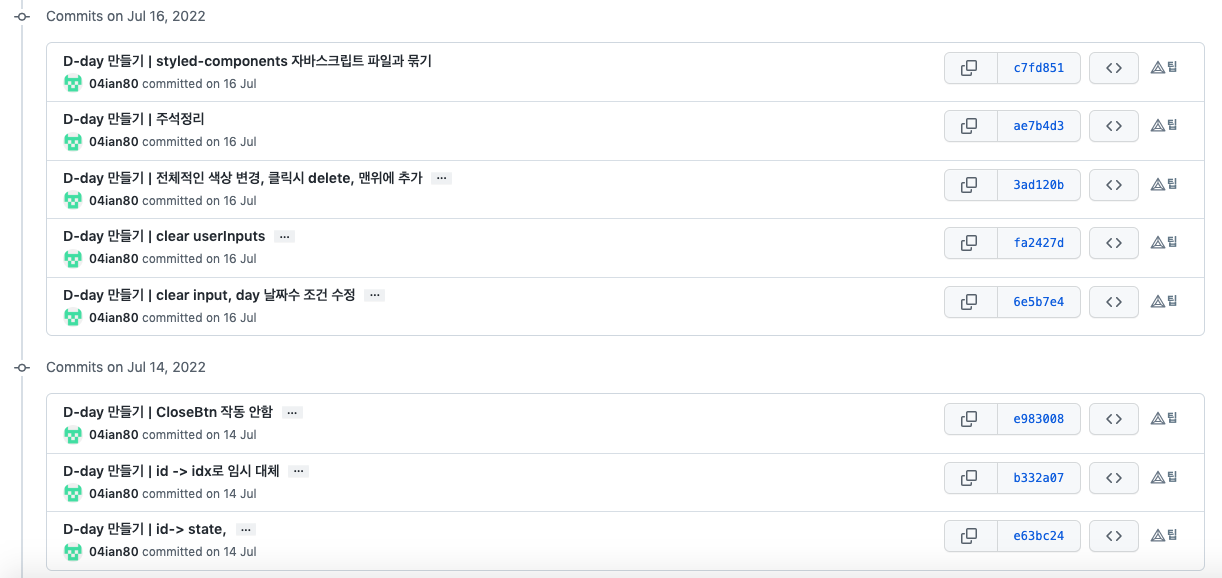 Commits on Jul 16, 2022
D-day 만들기 | styled-components 자바스크립트 파일과 묶기
04ian80 committed on 16 Jul
c7fd851
팁
D-day 만들기 | 주석정리
04ian80 committed on 16 Jul
ae7b4d3
팁
D-day 만들기 | 전체적인 색상 변경, 클릭시 delete, 맨위에 추가 ...
04ian80 committed on 16 Jul
3ad120b
팁
D-day 만들기 | clear userInputs ...
04ian80 committed on 16 Jul
fa2427d
팁
D-day 만들기 | clear input, day 날짜수 조건 수정 ...
04ian80 committed on 16 Jul
6e5b7e4
팁
Commits on Jul 14, 2022
D-day 만들기 | CloseBtn 작동 안함 ...
04ian80 committed on 14 Jul
e983008
팁
D-day 만들기 | id -> idx로 임시 대체 ...
04ian80 committed on 14 Jul
b332a07
팁
D-day 만들기 | id-> state, ...
04ian80 committed on 14 Jul
e63bc24
팁